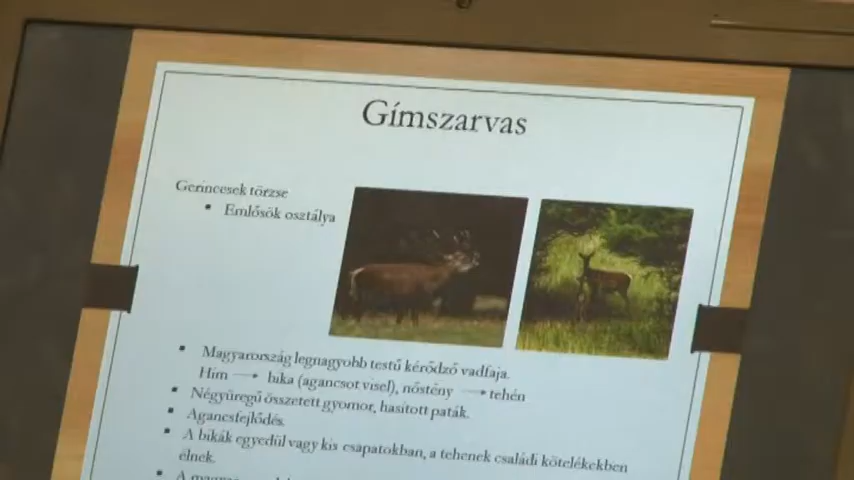 Gímszarvas
Gerincesek törzse
▪ Emlősök osztálya
▪ Magyarország legnagyobb testű kérődző vadfaja.
Hím → bika (agancsot visel), nőstény → tehén
▪ Négyüregű összetett gyomor, hasított paták.
▪ Agancsfejlődés.
▪ A bikák egyedül vagy kis csapatokban, a tehenek családi kötelékekben
élnek.
▪ A